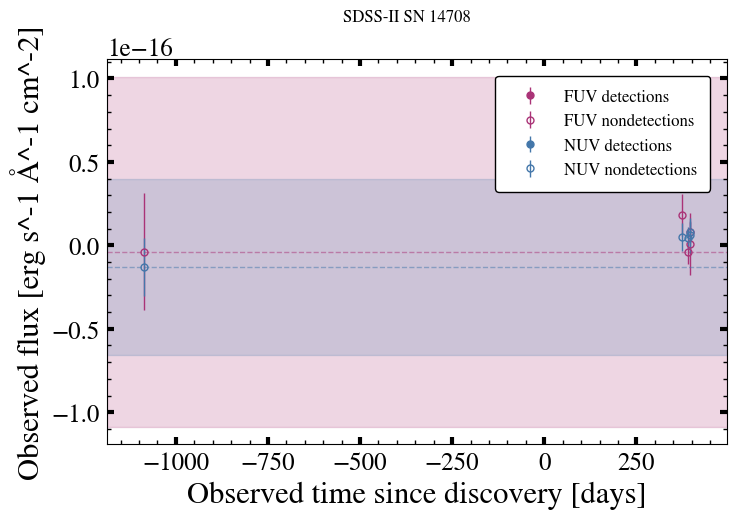 SDSS-II SN 14708
1e−16
Observed flux [erg s^-1 Å^-1 cm^-2]
1.0
0.5
0.0
−0.5
−1.0
FUV detections
FUV nondetections
NUV detections
NUV nondetections
−1000 −750 −500 −250 0 250
Observed time since discovery [days]